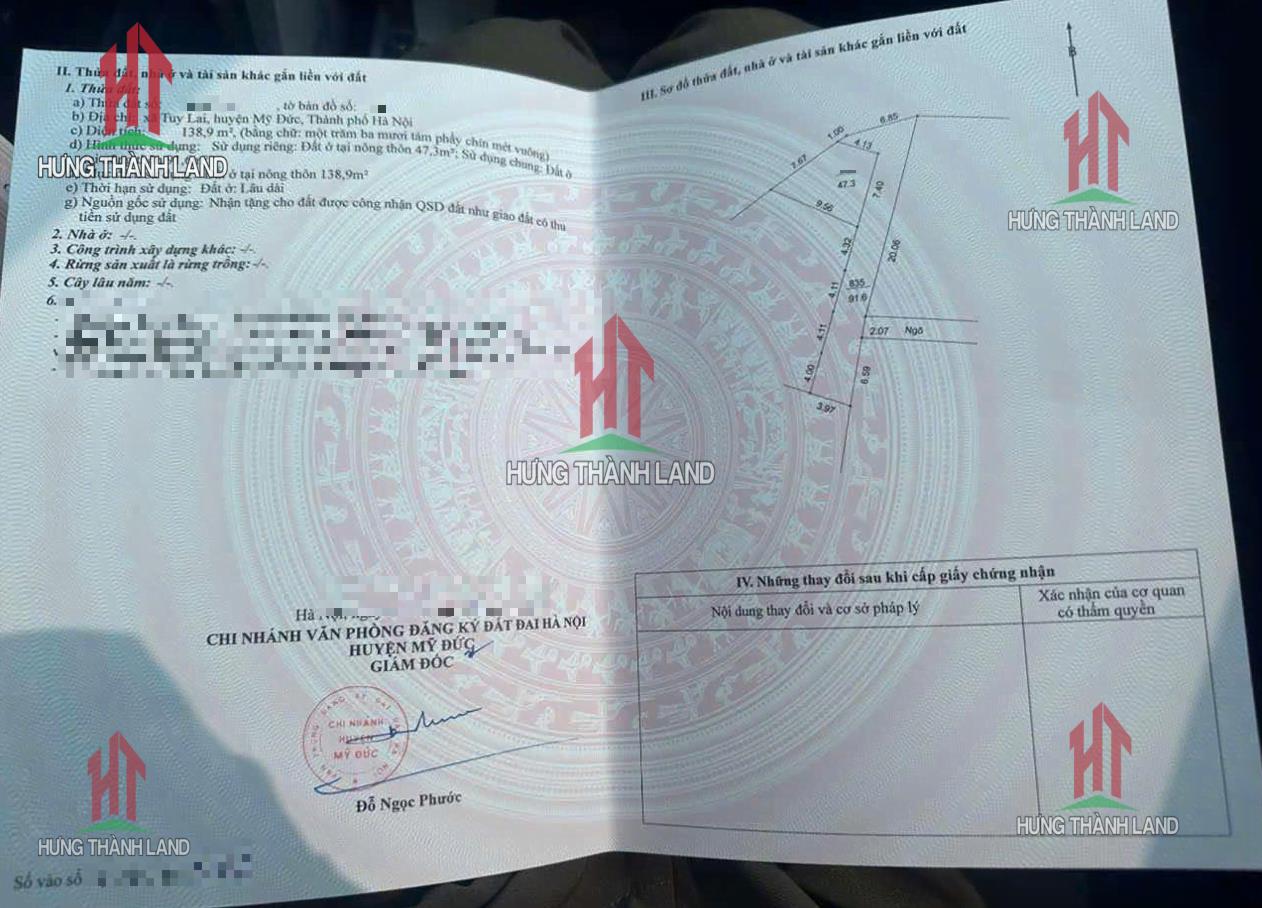 II. Thửa đất, nhà ở và tài sản khác gắn liền với đất
1. Thửa đất:
a) Thửa đất số: , tờ bản đồ số:
b) Địa chỉ: xã Tuy Lai, huyện Mỹ Đức, Thành phố Hà Nội
c) Diện tích: 138,9 m², (bằng chữ: một trăm ba mươi tám phẩy chín mét vuông)
d) Hình thức sử dụng: Sử dụng riêng: Đất ở tại nông thôn 47,3m²; Sử dụng chung: Đất ở
ở tại nông thôn 138,9m²
e) Thời hạn sử dụng: Đất ở: Lâu dài
g) Nguồn gốc sử dụng: Nhận tặng cho đất được công nhận QSD đất như giao đất có thu
tiền sử dụng đất
2. Nhà ở: -/-.
3. Công trình xây dựng khác: -/-.
4. Rừng sản xuất là rừng trồng: -/-.
5. Cây lâu năm: -/-.
6.
HƯNG THÀNH LAND
Hà
CHI NHÁNH VĂN PHÒNG ĐĂNG KÝ ĐẤT ĐAI HÀ NỘI
HUYỆN MỸ ĐỨC
GIÁM ĐỐC
CHI NHÁNH
HUYỆN
MỸ ĐỨC
Đỗ Ngọc Phước
HƯNG THÀNH LAND
Số vào sổ
HƯNG THÀNH LAND
III. Sơ đồ thửa đất, nhà ở và tài sản khác gắn liền với đất
B
6.85
1.00
4.13
7.67
47.3
7.40
9.56
4.32
20.06
4.11
835
91.6
4.11
2.07 Ngõ
4.00
6.59
3.97
HƯNG THÀNH LAND
IV. Những thay đổi sau khi cấp giấy chứng nhận
Nội dung thay đổi và cơ sở pháp lý
Xác nhận của cơ quan
có thẩm quyền
HƯNG THÀNH LAND